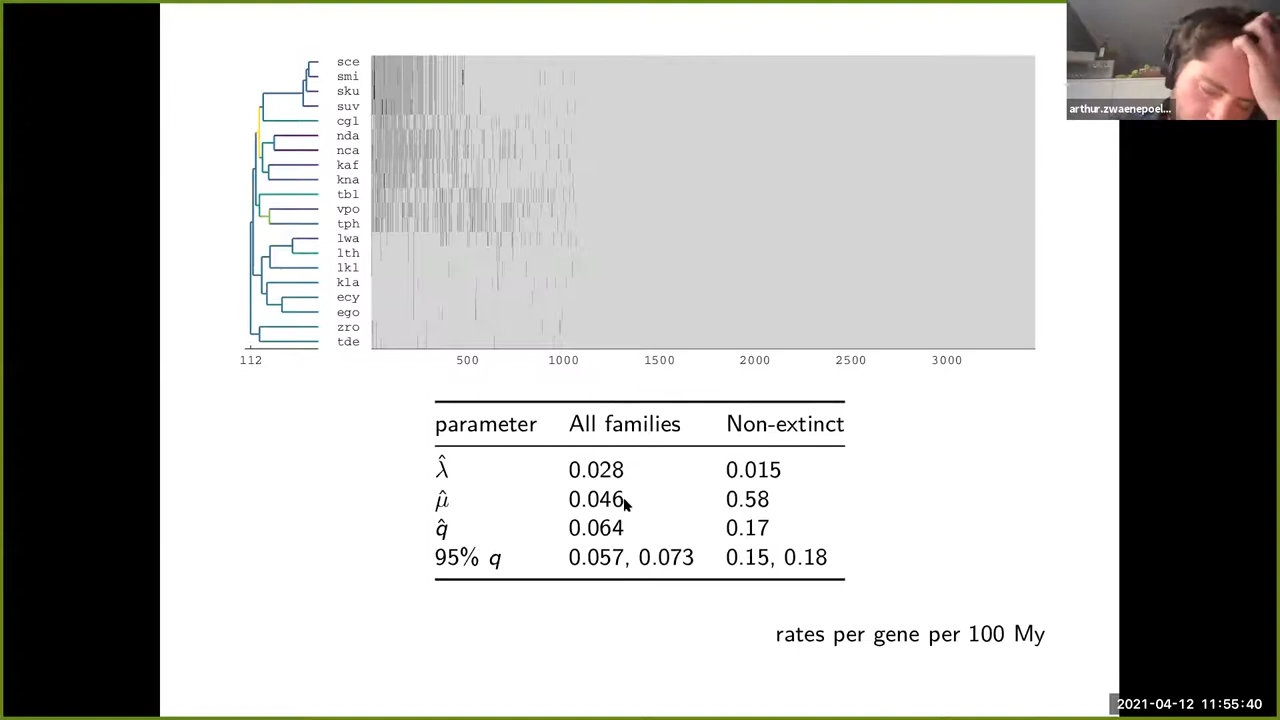 arthur.zwaenepoel...
sce
smi
sku
suv
cgl
nda
nca
kaf
kna
tbl
vpo
tph
lwa
lth
lkl
kla
ecy
ego
zro
tde
112 500 1000 1500 2000 2500 3000
parameter All families Non-extinct
λ̂ 0.028 0.015
μ̂ 0.046 0.58
q̂ 0.064 0.17
95% q 0.057, 0.073 0.15, 0.18
rates per gene per 100 My
2021-04-12 11:55:40